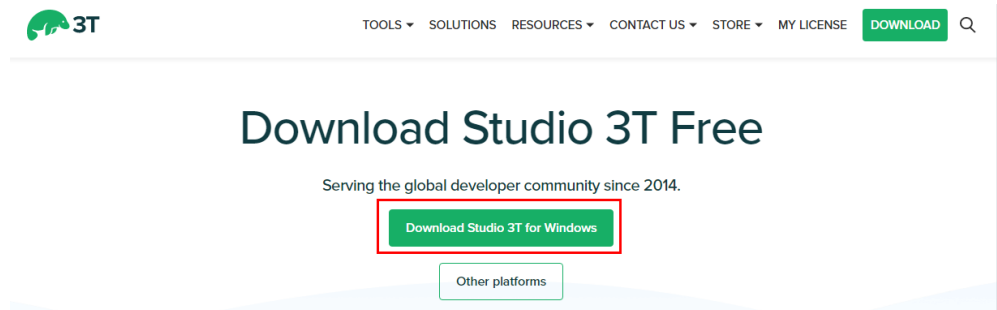 3T
TOOLS SOLUTIONS RESOURCES CONTACT US STORE MY LICENSE DOWNLOAD
Download Studio 3T Free
Serving the global developer community since 2014.
Download Studio 3T for Windows
Other platforms